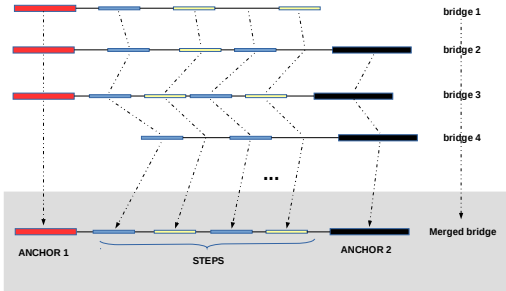 bridge 1
bridge 2
bridge 3
bridge 4
...
Merged bridge
ANCHOR 1
ANCHOR 2
STEPS